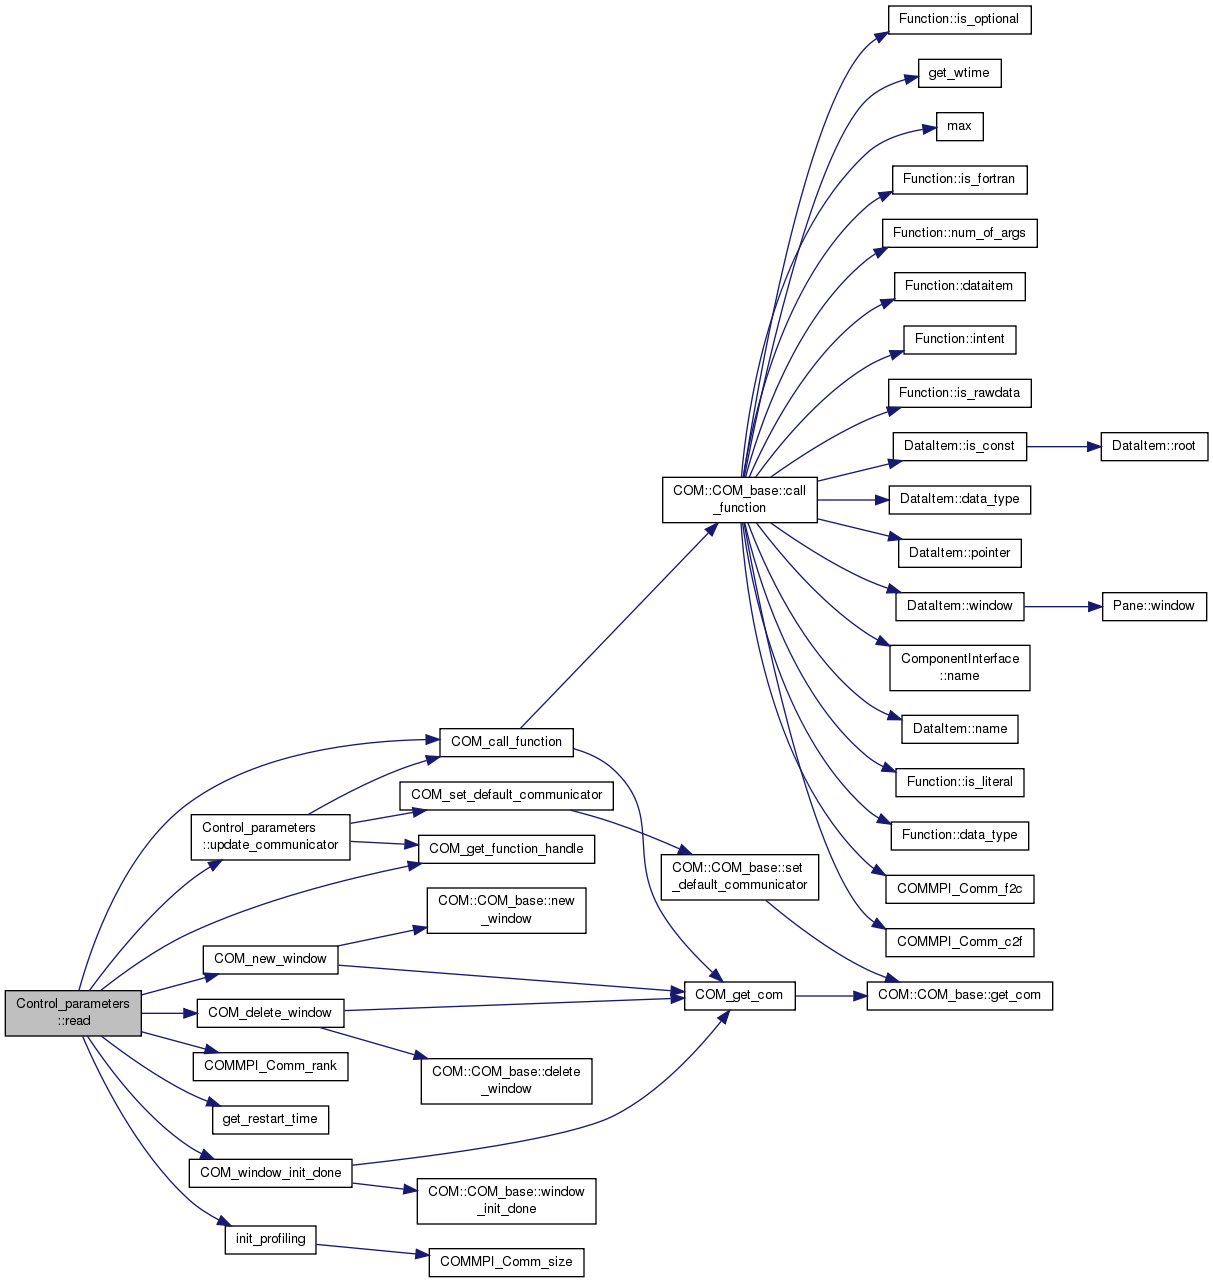 Function::is_optional
get_wtime
max
Function::is_fortran
Function::num_of_args
Function::dataitem
Function::intent
Function::is_rawdata
DataItem::is_const
DataItem::root
COM::COM_base::call
_function
DataItem::data_type
DataItem::pointer
DataItem::window
Pane::window
ComponentInterface
::name
DataItem::name
COM_call_function
Function::is_literal
COM_set_default_communicator
Control_parameters
::update_communicator
Function::data_type
COM_get_function_handle
COM::COM_base::set
_default_communicator
COMMPI_Comm_f2c
COM::COM_base::new
_window
COMMPI_Comm_c2f
COM_new_window
Control_parameters
::read
COM_get_com
COM::COM_base::get_com
COM_delete_window
COMMPI_Comm_rank
COM::COM_base::delete
_window
get_restart_time
COM_window_init_done
COM::COM_base::window
_init_done
init_profiling
COMMPI_Comm_size